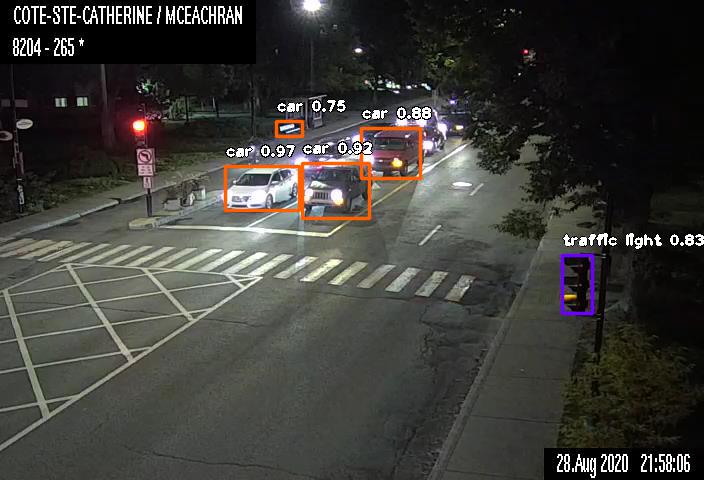 COTE-STE-CATHERINE / MCEACHRAN
8204 - 265 *
car 0.75
car 0.88
car 0.97
car 0.92
traffic light 0.83
28.Aug 2020 21:58:06